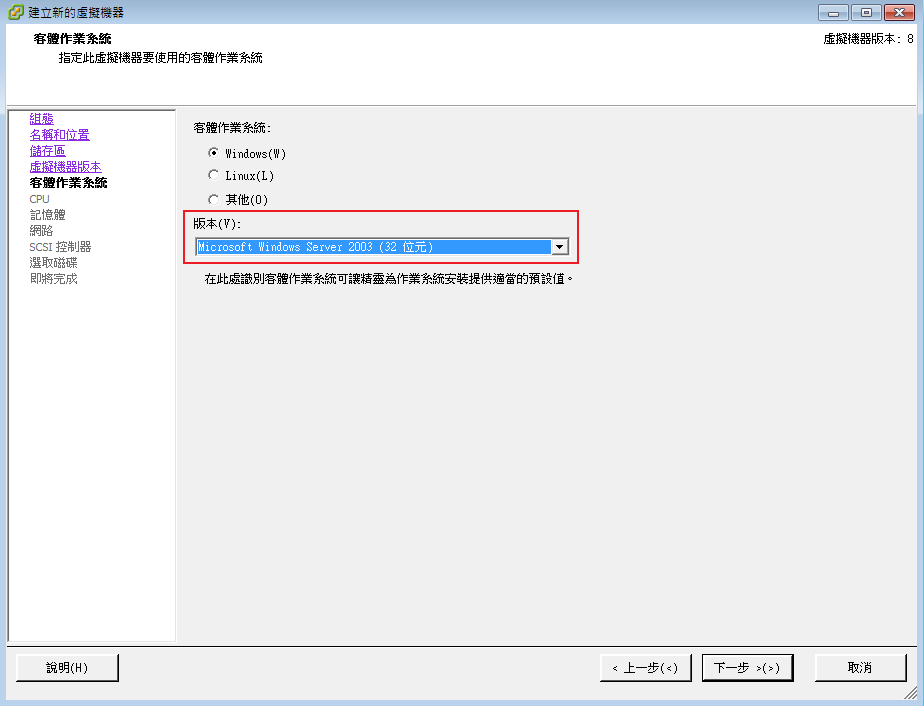 建立新的虛擬機器
客體作業系統
虛擬機器版本: 8
指定此虛擬機器要使用的客體作業系統
組態
名稱和位置
儲存區
虛擬機器版本
客體作業系統
CPU
記憶體
網路
SCSI 控制器
選取磁碟
即將完成
客體作業系統:
Windows(W)
Linux(L)
其他(O)
版本(V):
Microsoft Windows Server 2003 (32 位元)
在此處識別客體作業系統可讓精靈為作業系統安裝提供適當的預設值。
說明(H)
< 上一步(<)
下一步 >(>)
取消